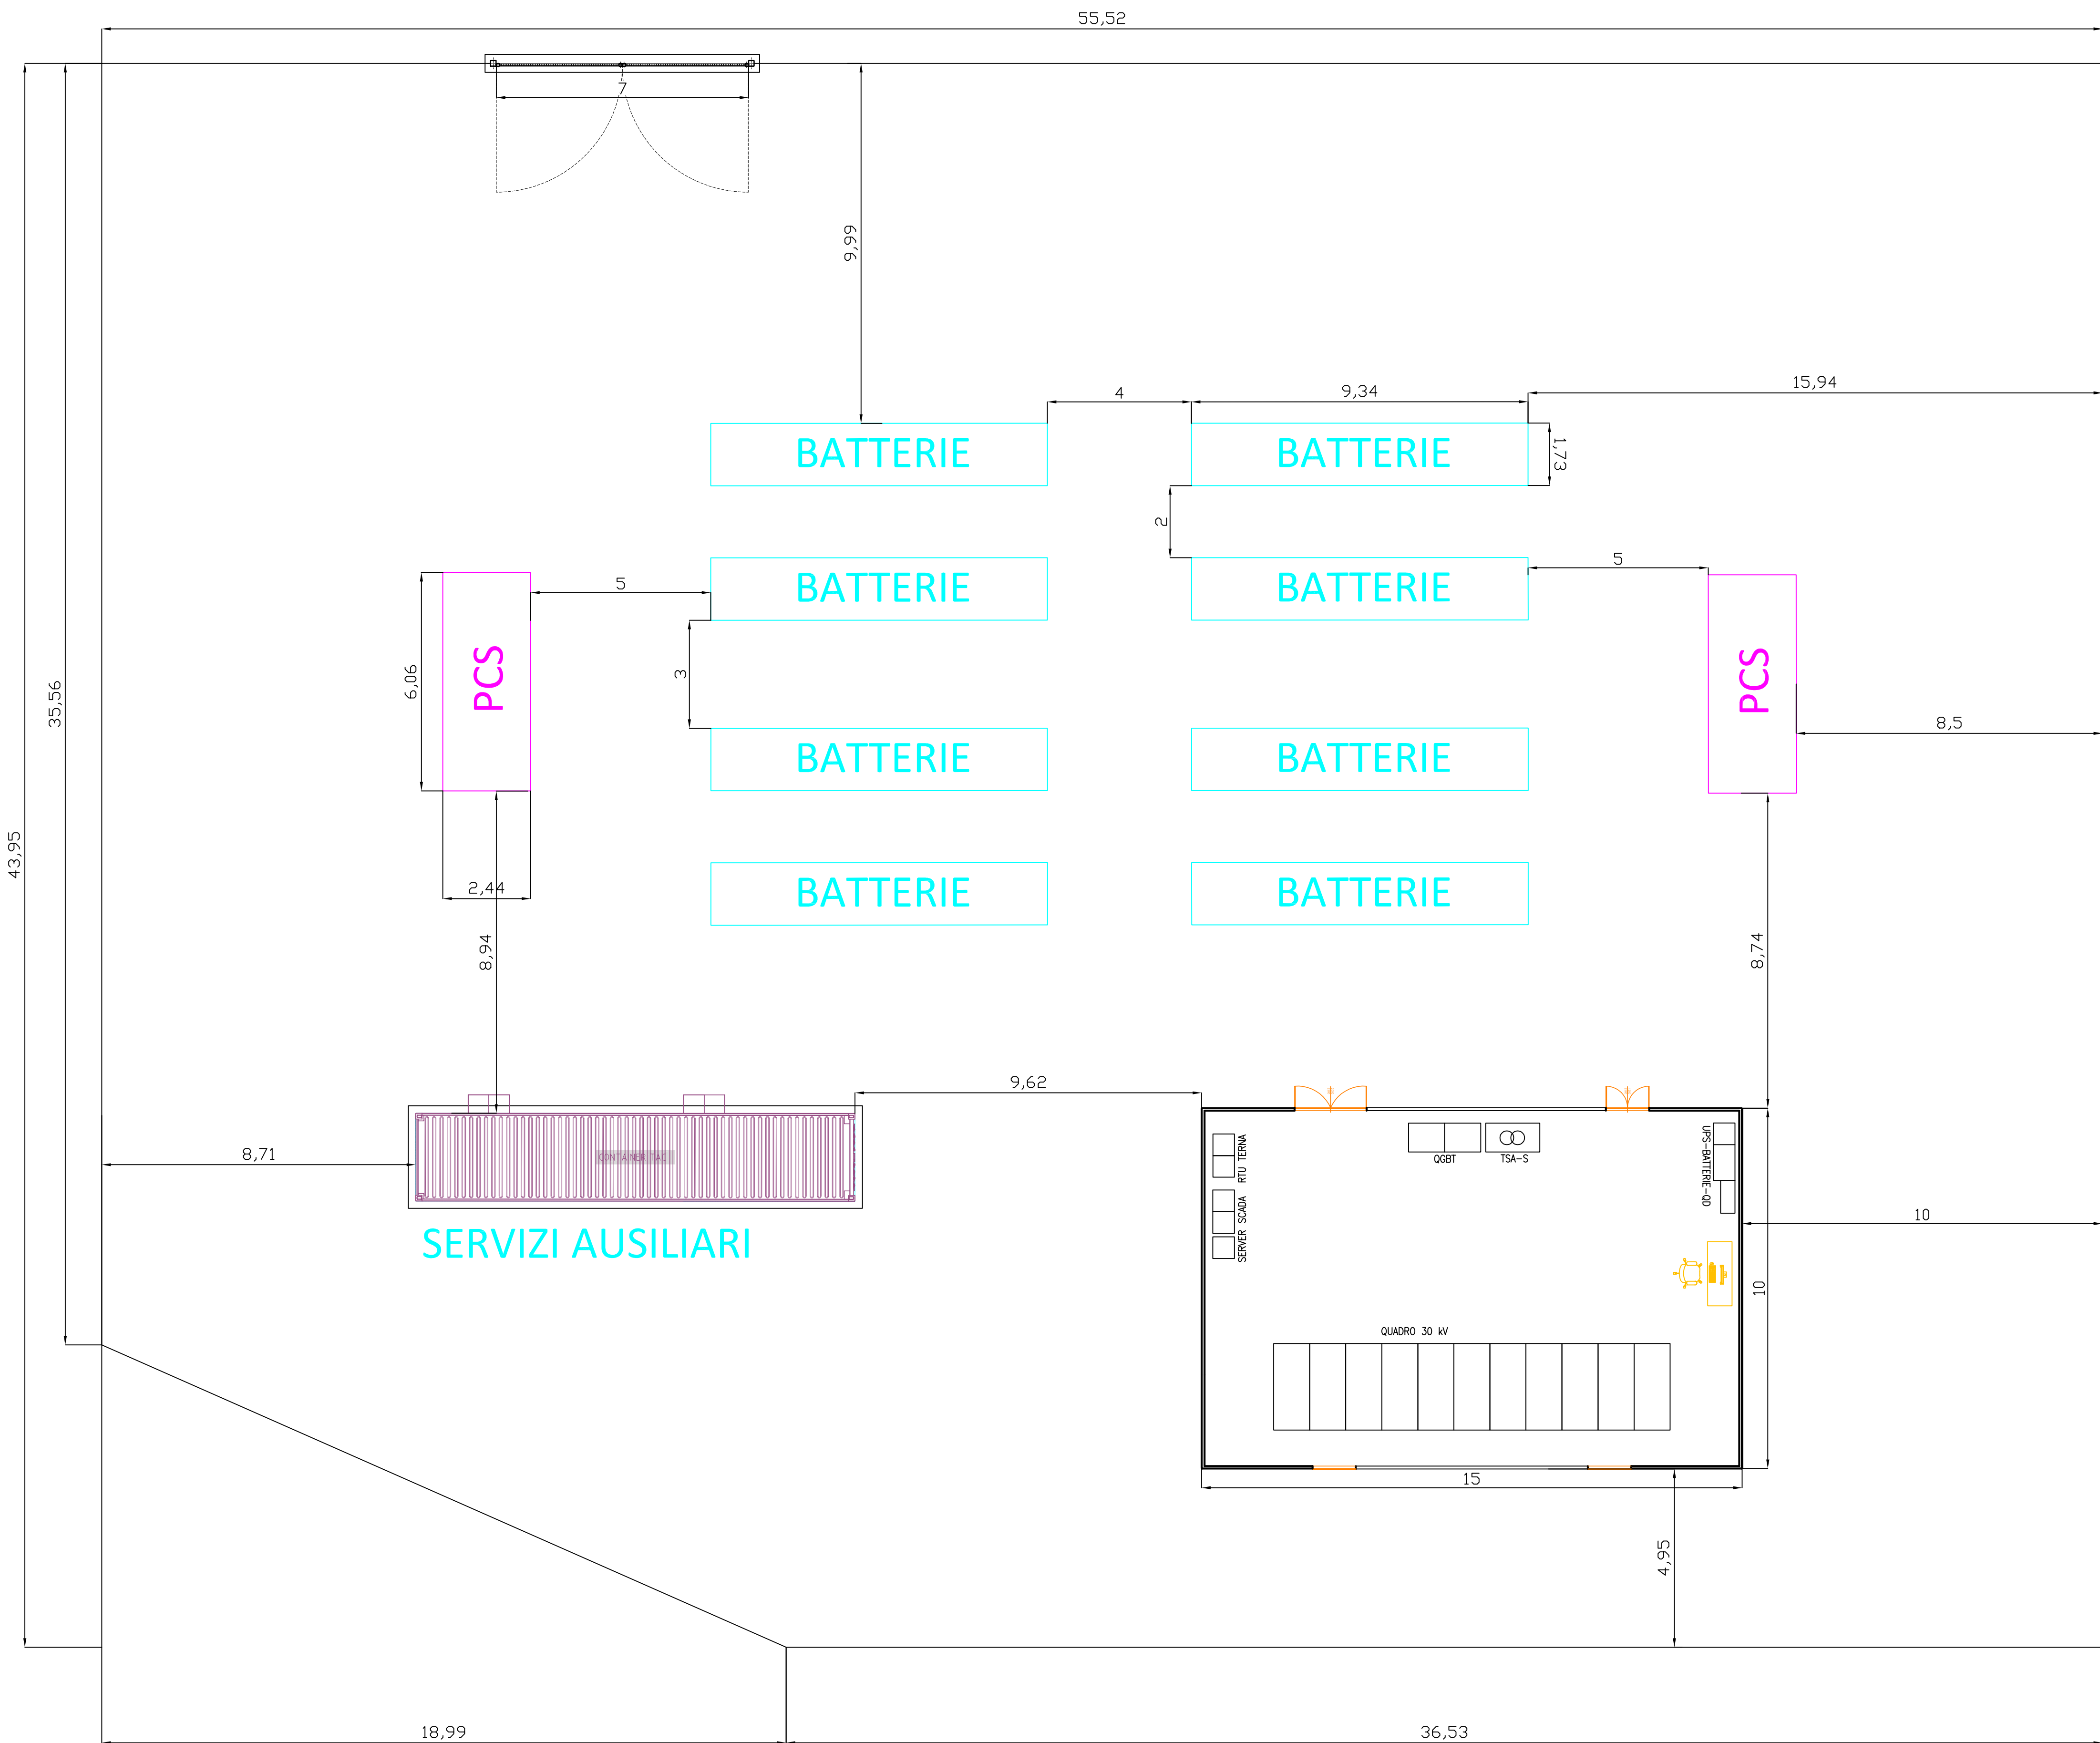 55,52
7
9,99
4
9,34
15,94
BATTERIE
BATTERIE
1,73
2
BATTERIE
BATTERIE
5
5
6,06
PCS
3
PCS
35,56
8,5
BATTERIE
BATTERIE
43,95
2,44
BATTERIE
BATTERIE
8,94
8,74
9,62
8,71
CONTAINER TAC
SERVIZI AUSILIARI
RTU TERNA
SERVER SCADA
QGBT
TSA-S
UPS-BATTERIE-QD
10
10
QUADRO 30 kV
15
4,95
18,99
36,53